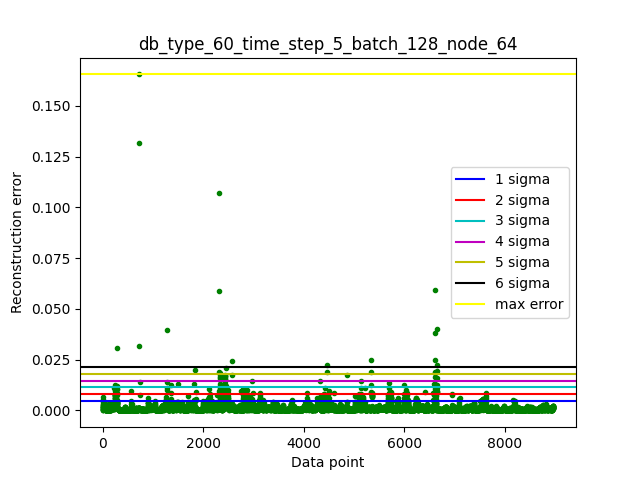 db_type_60_time_step_5_batch_128_node_64
0.150
0.125
0.100
0.075
0.050
0.025
0.000
Reconstruction error
1 sigma
2 sigma
3 sigma
4 sigma
5 sigma
6 sigma
max error
0
2000
4000
6000
8000
Data point